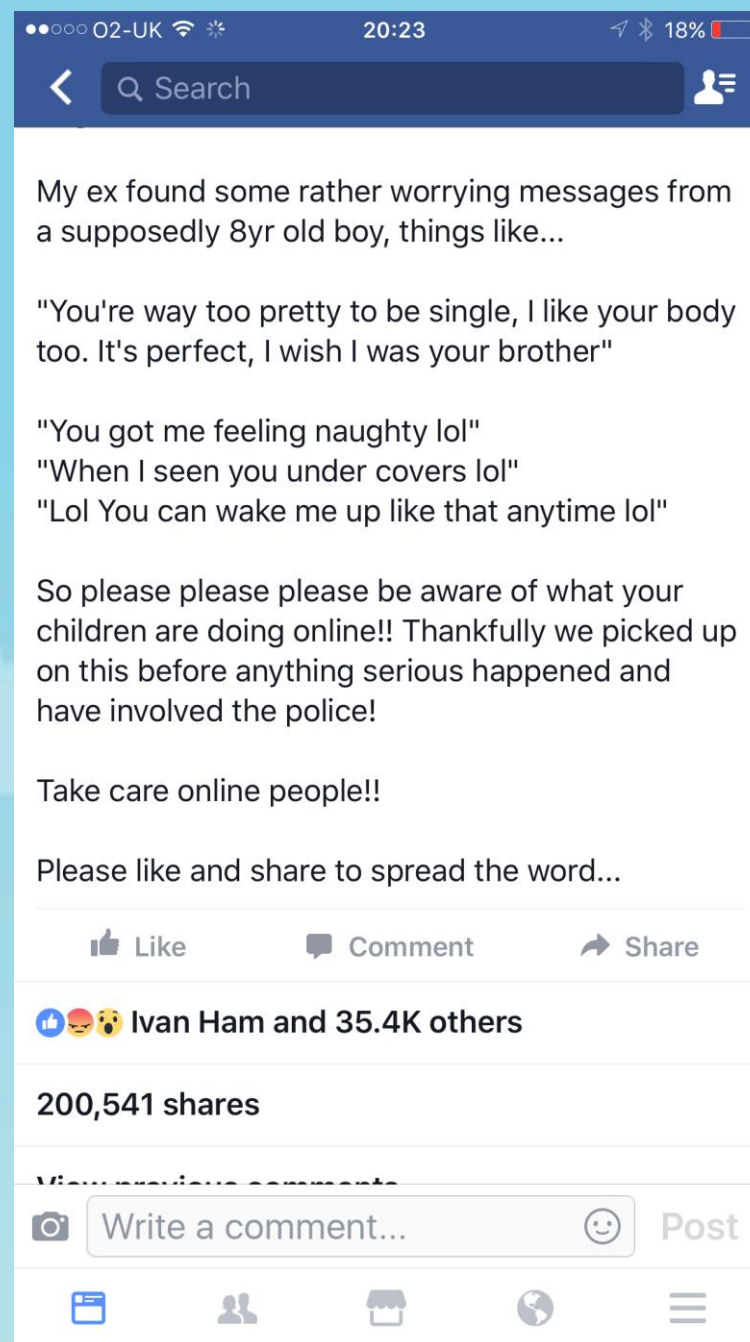 O2-UK 20:23 18%
Search
My ex found some rather worrying messages from
a supposedly 8yr old boy, things like...
"You're way too pretty to be single, I like your body
too. It's perfect, I wish I was your brother"
"You got me feeling naughty lol"
"When I seen you under covers lol"
"Lol You can wake me up like that anytime lol"
So please please please be aware of what your
children are doing online!! Thankfully we picked up
on this before anything serious happened and
have involved the police!
Take care online people!!
Please like and share to spread the word...
Like Comment Share
Ivan Ham and 35.4K others
200,541 shares
View previous comments
Write a comment... Post